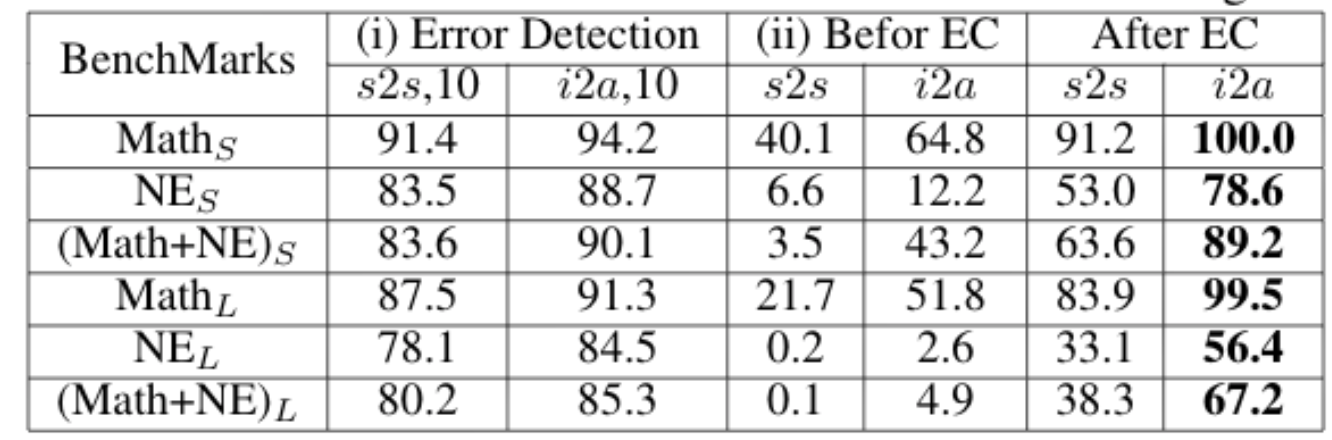 BenchMarks (i) Error Detection (ii) Befor EC After EC
s2s,10 i2a,10 s2s i2a s2s i2a
Math_S 91.4 94.2 40.1 64.8 91.2 100.0
NE_S 83.5 88.7 6.6 12.2 53.0 78.6
(Math+NE)_S 83.6 90.1 3.5 43.2 63.6 89.2
Math_L 87.5 91.3 21.7 51.8 83.9 99.5
NE_L 78.1 84.5 0.2 2.6 33.1 56.4
(Math+NE)_L 80.2 85.3 0.1 4.9 38.3 67.2